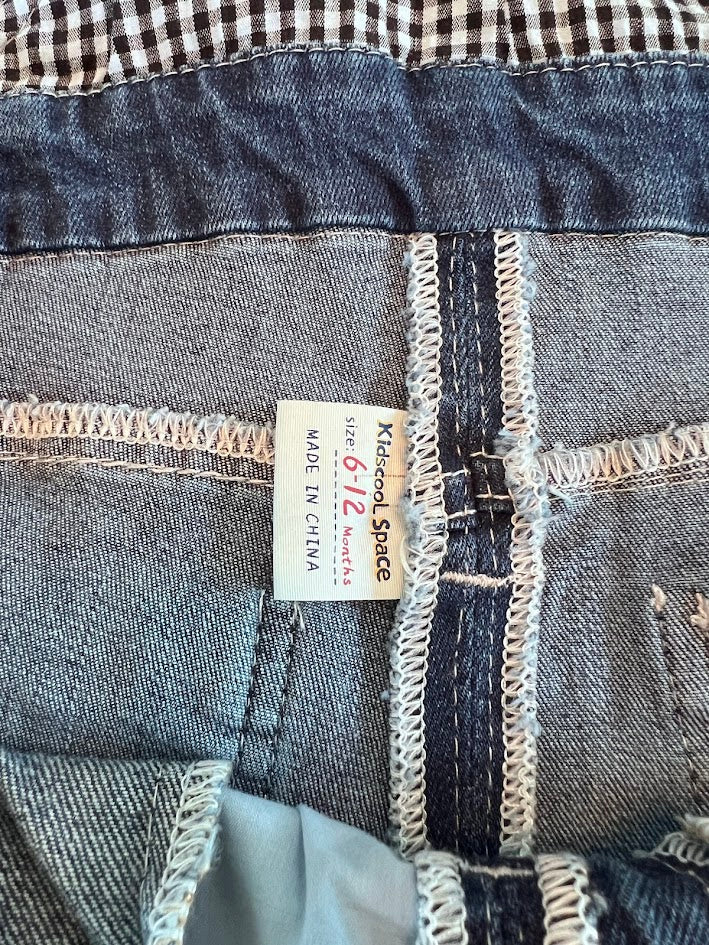 KidscooL Space
size: 6-12 Months
MADE IN CHINA